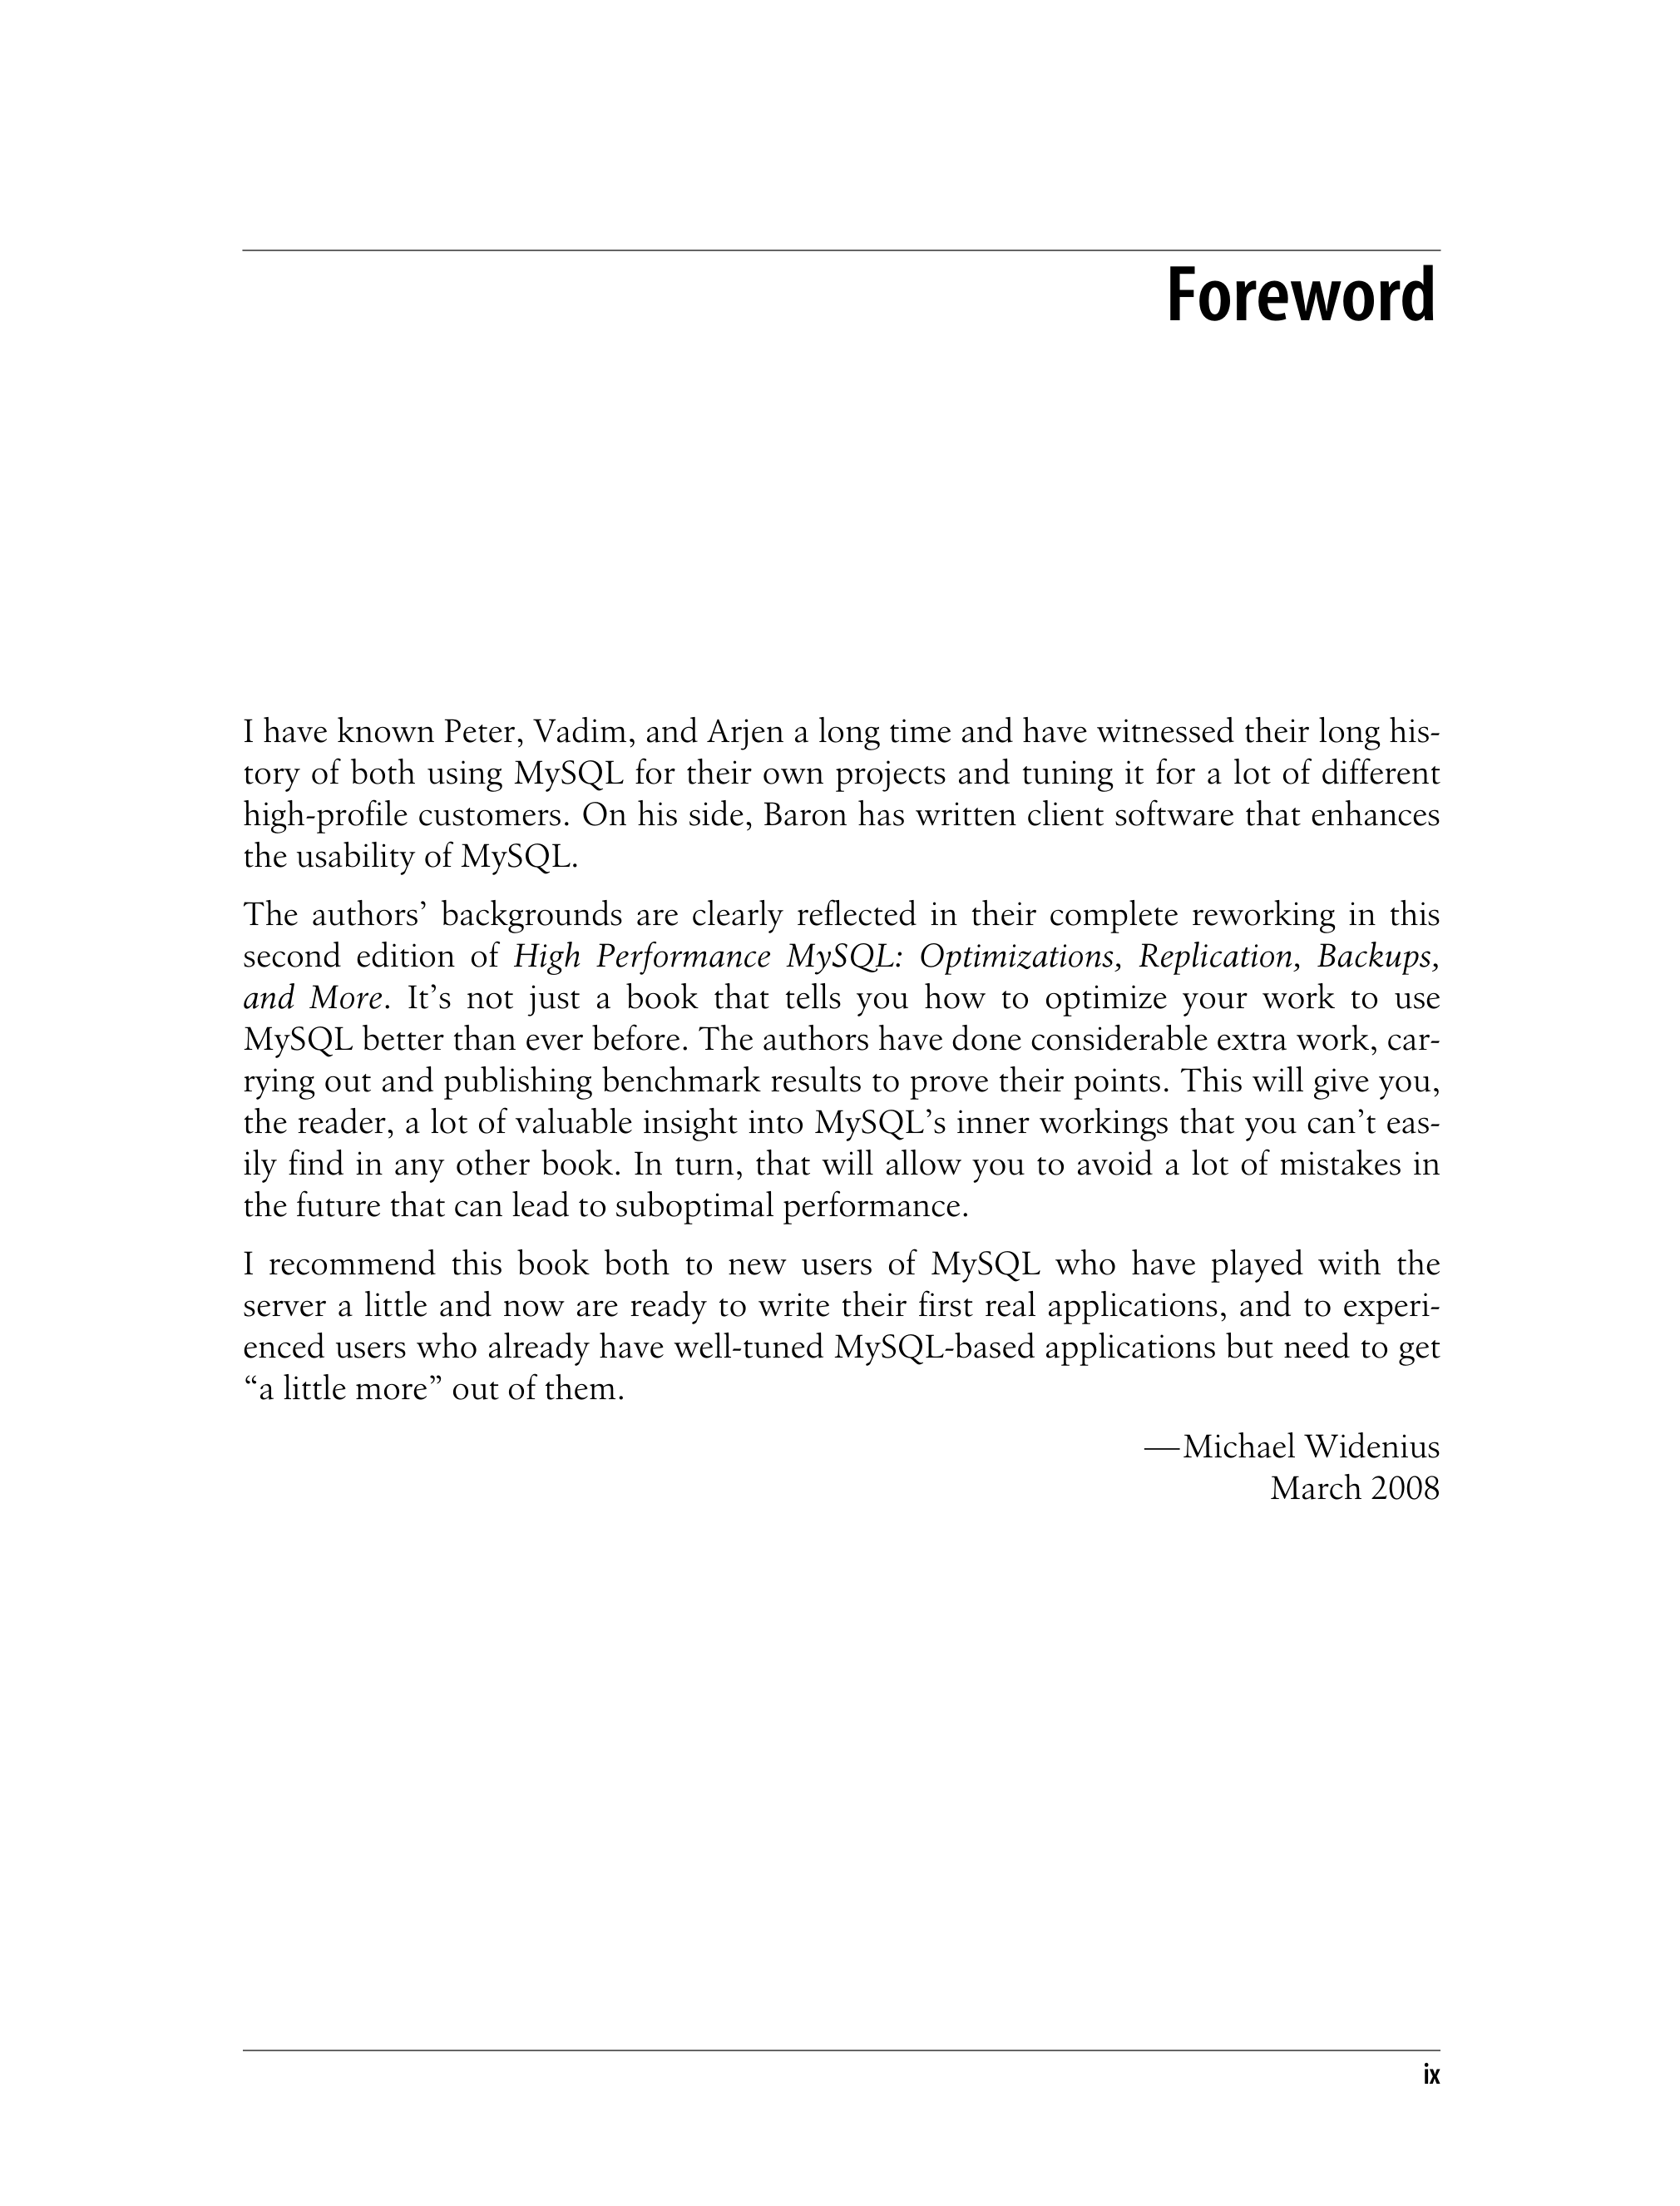 Foreword
I have known Peter, Vadim, and Arjen a long time and have witnessed their long his-
tory of both using MySQL for their own projects and tuning it for a lot of different
high-profile customers. On his side, Baron has written client software that enhances
the usability of MySQL.
The authors’ backgrounds are clearly reflected in their complete reworking in this
second edition of High Performance MySQL: Optimizations, Replication, Backups,
and More. It’s not just a book that tells you how to optimize your work to use
MySQL better than ever before. The authors have done considerable extra work, car-
rying out and publishing benchmark results to prove their points. This will give you,
the reader, a lot of valuable insight into MySQL’s inner workings that you can’t eas-
ily find in any other book. In turn, that will allow you to avoid a lot of mistakes in
the future that can lead to suboptimal performance.
I recommend this book both to new users of MySQL who have played with the
server a little and now are ready to write their first real applications, and to experi-
enced users who already have well-tuned MySQL-based applications but need to get
“a little more” out of them.
—Michael Widenius
March 2008
ix